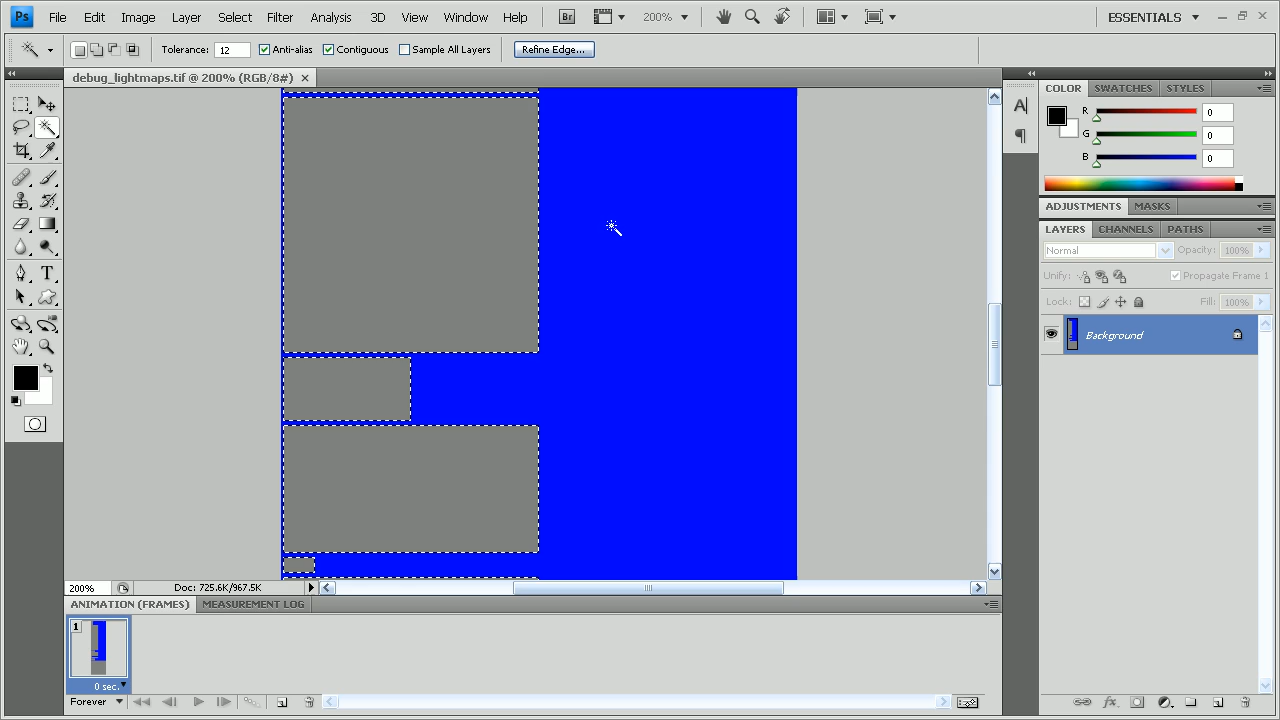 Ps File Edit Image Layer Select Filter Analysis 3D View Window Help Br 200% ESSENTIALS
Tolerance: 12 Anti-alias Contiguous Sample All Layers Refine Edge...
debug_lightmaps.tif @ 200% (RGB/8#) ×
COLOR SWATCHES STYLES
R 0
G 0
B 0
ADJUSTMENTS MASKS
LAYERS CHANNELS PATHS
Normal Opacity: 100%
Unify: Propagate Frame 1
Lock: Fill: 100%
Background
200% Doc: 725.6K/967.5K
ANIMATION (FRAMES) MEASUREMENT LOG
1
0 sec.
Forever